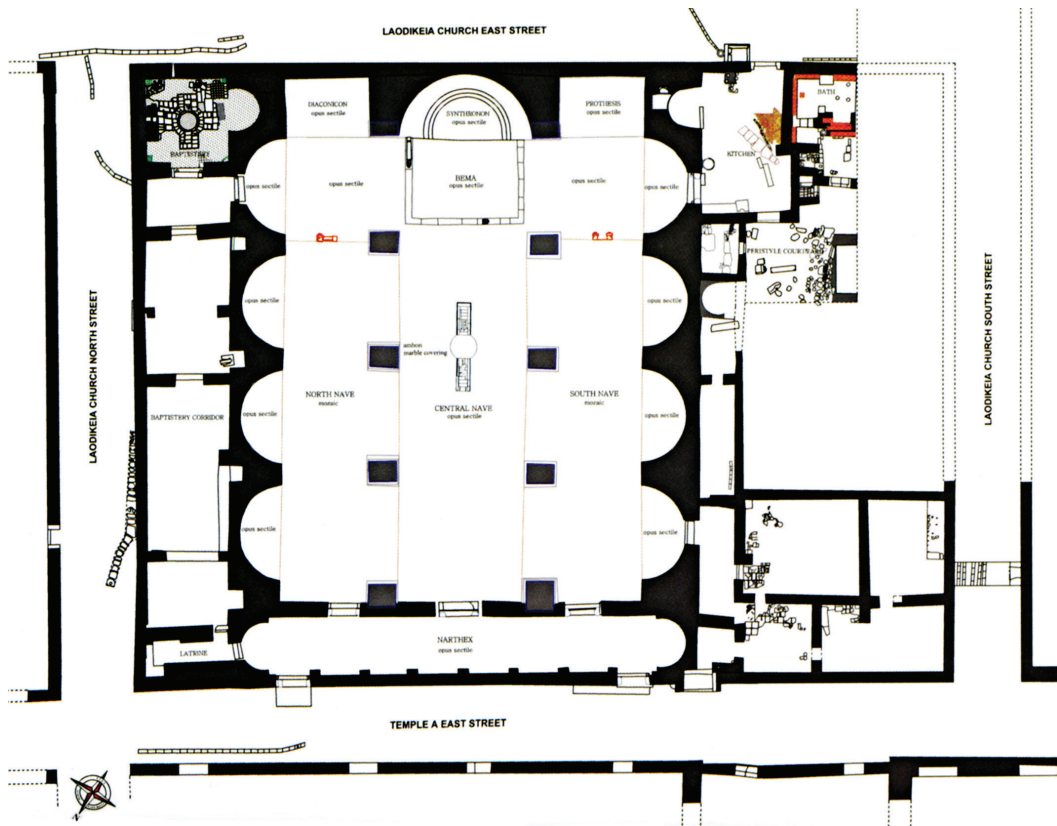 LAODIKEIA CHURCH EAST STREET
DIACONICON
opus sectile
SYNTHRONON
opus sectile
PROTHESIS
opus sectile
BATH
BAPTISTERY
KITCHEN
opus sectile
opus sectile
BEMA
opus sectile
opus sectile
opus sectile
PERISTYLE COURTYARD
LAODIKEIA CHURCH NORTH STREET
LAODIKEIA CHURCH SOUTH STREET
opus sectile
opus sectile
ambon
marble covering
NORTH NAVE
mozaic
CENTRAL NAVE
opus sectile
SOUTH NAVE
mozaic
BAPTISTERY CORRIDOR
opus sectile
opus sectile
opus sectile
opus sectile
NARTHEX
opus sectile
LATRINE
TEMPLE A EAST STREET
N